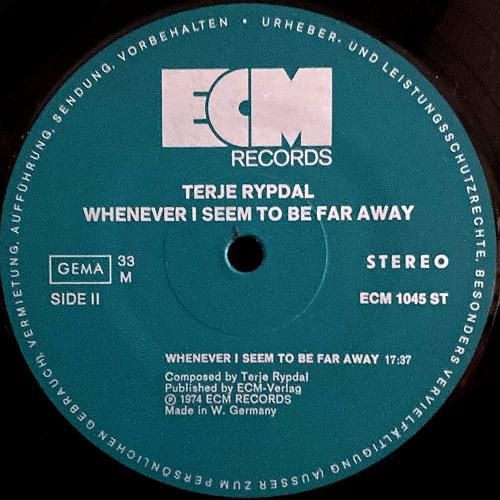 URHEBER- UND LEISTUNGSSCHUTZRECHTE, BESONDERS VERVIELFÄLTIGUNG (AUSSER ZUM PERSÖNLICHEN GEBRAUCH), VERMIETUNG, AUFFÜHRUNG, SENDUNG, VORBEHALTEN •
ECM
RECORDS
TERJE RYPDAL
WHENEVER I SEEM TO BE FAR AWAY
GEMA 33 STEREO
M
SIDE II ECM 1045 ST
WHENEVER I SEEM TO BE FAR AWAY 17:37
Composed by Terje Rypdal
Published by ECM-Verlag
℗ 1974 ECM RECORDS
Made in W. Germany